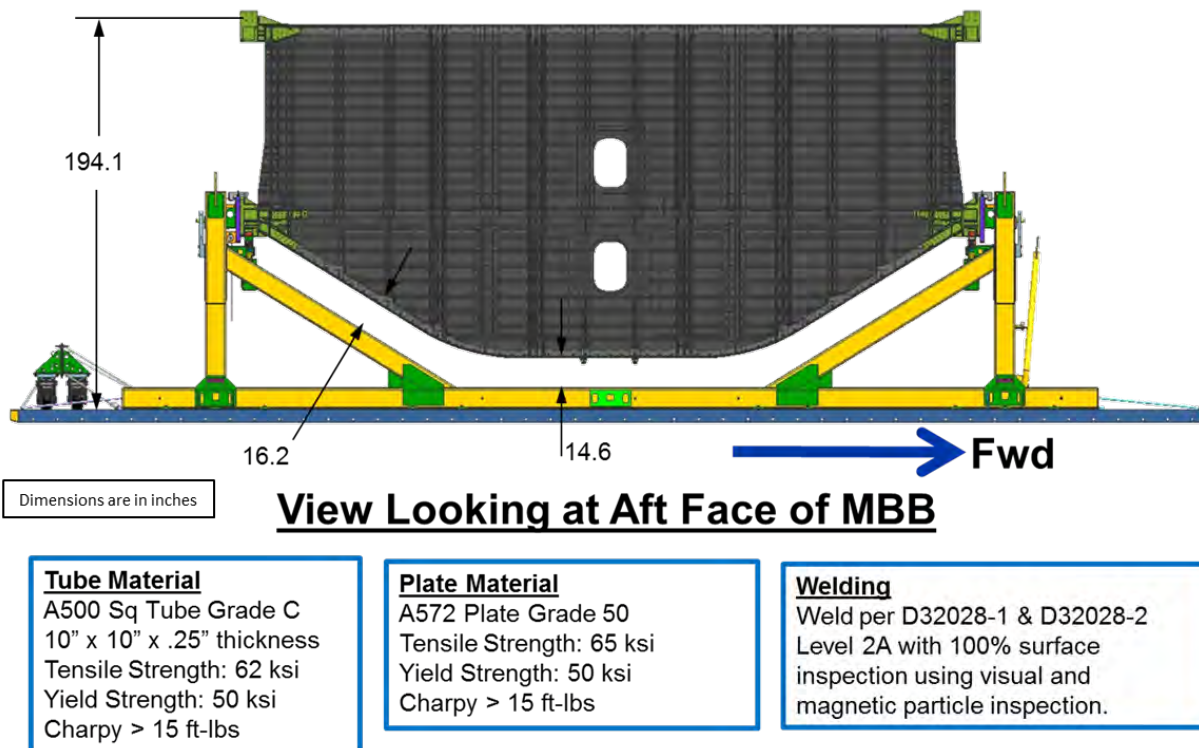 194.1
16.2
14.6
Fwd
Dimensions are in inches
View Looking at Aft Face of MBB
Tube Material
A500 Sq Tube Grade C
10” x 10” x .25” thickness
Tensile Strength: 62 ksi
Yield Strength: 50 ksi
Charpy > 15 ft-lbs
Plate Material
A572 Plate Grade 50
Tensile Strength: 65 ksi
Yield Strength: 50 ksi
Charpy > 15 ft-lbs
Welding
Weld per D32028-1 & D32028-2
Level 2A with 100% surface
inspection using visual and
magnetic particle inspection.